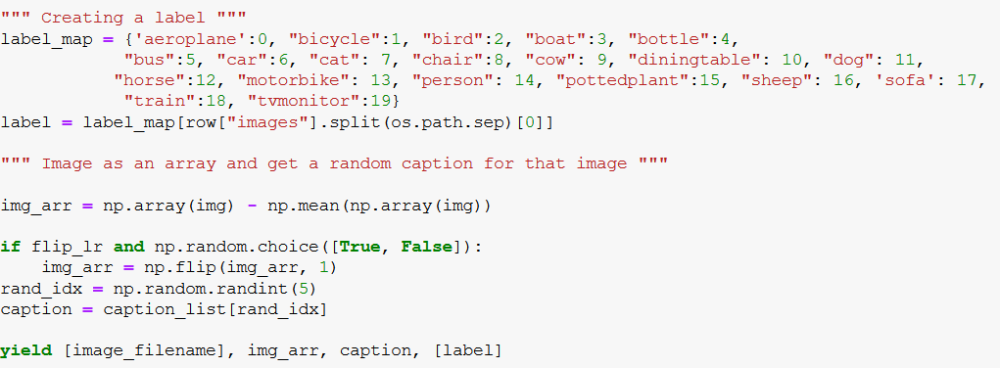 """ Creating a label """
label_map = {'aeroplane':0, "bicycle":1, "bird":2, "boat":3, "bottle":4,
            "bus":5, "car":6, "cat": 7, "chair":8, "cow": 9, "diningtable": 10, "dog": 11,
           "horse":12, "motorbike": 13, "person": 14, "pottedplant":15, "sheep": 16, 'sofa': 17,
            "train":18, "tvmonitor":19}
label = label_map[row["images"].split(os.path.sep)[0]]
""" Image as an array and get a random caption for that image """
img_arr = np.array(img) - np.mean(np.array(img))
if flip_lr and np.random.choice([True, False]):
    img_arr = np.flip(img_arr, 1)
rand_idx = np.random.randint(5)
caption = caption_list[rand_idx]
yield [image_filename], img_arr, caption, [label]